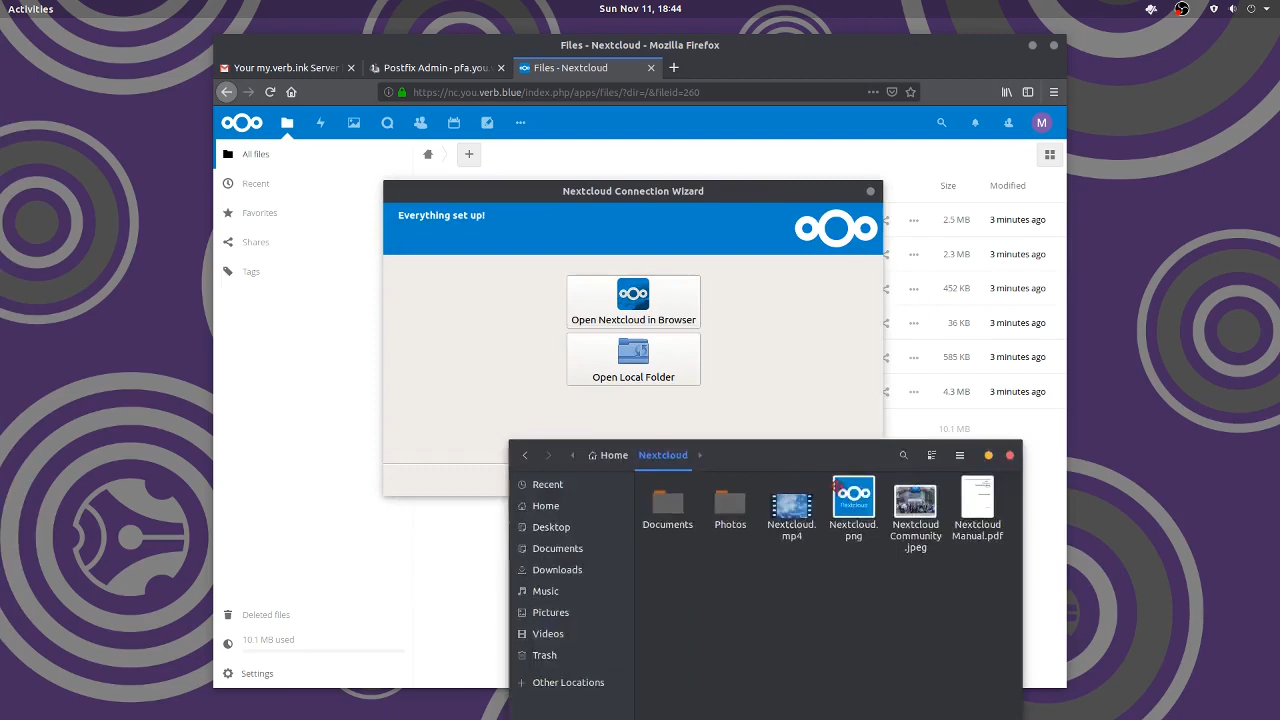 Activities
Sun Nov 11, 18:44
Files - Nextcloud - Mozilla Firefox
Your my.verb.ink Server
Postfix Admin - pfa.you.v
Files - Nextcloud
https://nc.you.verb.blue/index.php/apps/files/?dir=/&fileid=260
M
All files
Recent
Favorites
Shares
Tags
Size Modified
2.5 MB 3 minutes ago
2.3 MB 3 minutes ago
452 KB 3 minutes ago
36 KB 3 minutes ago
585 KB 3 minutes ago
4.3 MB 3 minutes ago
10.1 MB
Nextcloud Connection Wizard
Everything set up!
Open Nextcloud in Browser
Open Local Folder
Home
Nextcloud
Recent
Home
Desktop
Documents
Downloads
Music
Pictures
Videos
Trash
Other Locations
Documents
Photos
Nextcloud.
mp4
Nextcloud.
png
Nextcloud
Community
.jpeg
Nextcloud
Manual.pdf
Deleted files
10.1 MB used
Settings